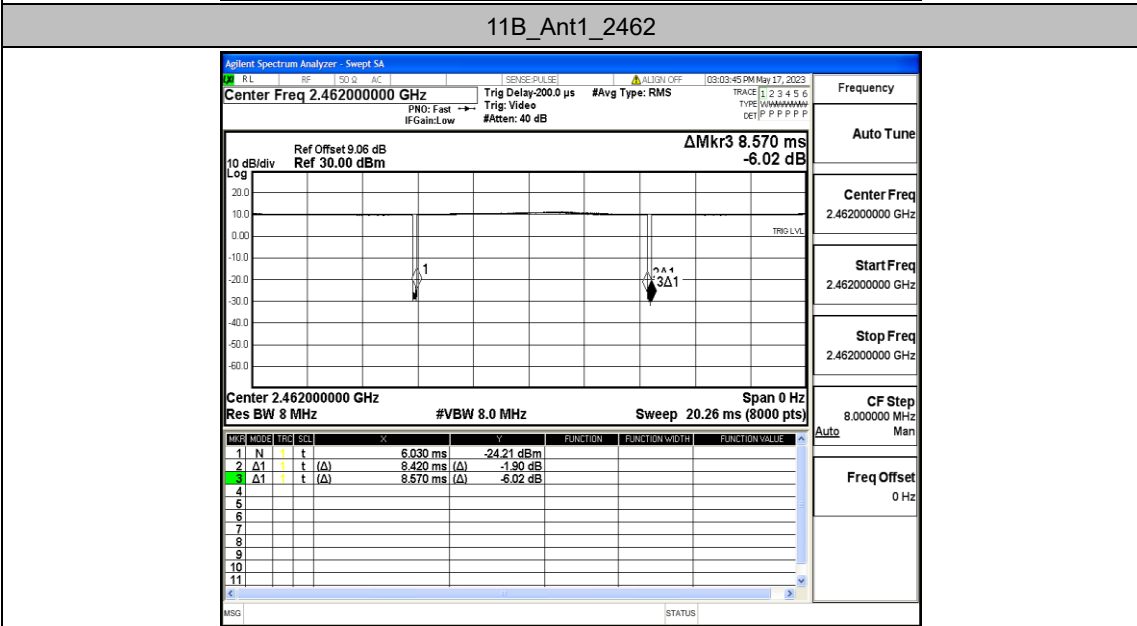 11B_Ant1_2462
Agilent Spectrum Analyzer - Swept SA
LXI RL RF 50 Ω AC SENSE:PULSE ALIGN OFF 03:03:45 PM May 17, 2023
Center Freq 2.462000000 GHz
PNO: Fast
IFGain:Low
Trig Delay-200.0 µs
Trig: Video
#Atten: 40 dB
#Avg Type: RMS
TRACE 1 2 3 4 5 6
TYPE WWWWWW
DET P P P P P P
ΔMkr3 8.570 ms
-6.02 dB
Ref Offset 9.06 dB
10 dB/div Ref 30.00 dBm
Log
20.0
10.0
0.00
TRIG LVL
-10.0
1
-20.0
3Δ1
-30.0
-40.0
-50.0
-60.0
Center 2.462000000 GHz Span 0 Hz
Res BW 8 MHz #VBW 8.0 MHz Sweep 20.26 ms (8000 pts)
MKR MODE TRC SCL X Y FUNCTION FUNCTION WIDTH FUNCTION VALUE
1 N 1 t 6.030 ms -24.21 dBm
2 Δ1 1 t (Δ) 8.420 ms (Δ) -1.90 dB
3 Δ1 1 t (Δ) 8.570 ms (Δ) -6.02 dB
4
5
6
7
8
9
10
11
MSG STATUS
Frequency
Auto Tune
Center Freq
2.462000000 GHz
Start Freq
2.462000000 GHz
Stop Freq
2.462000000 GHz
CF Step
8.000000 MHz
Auto Man
Freq Offset
0 Hz